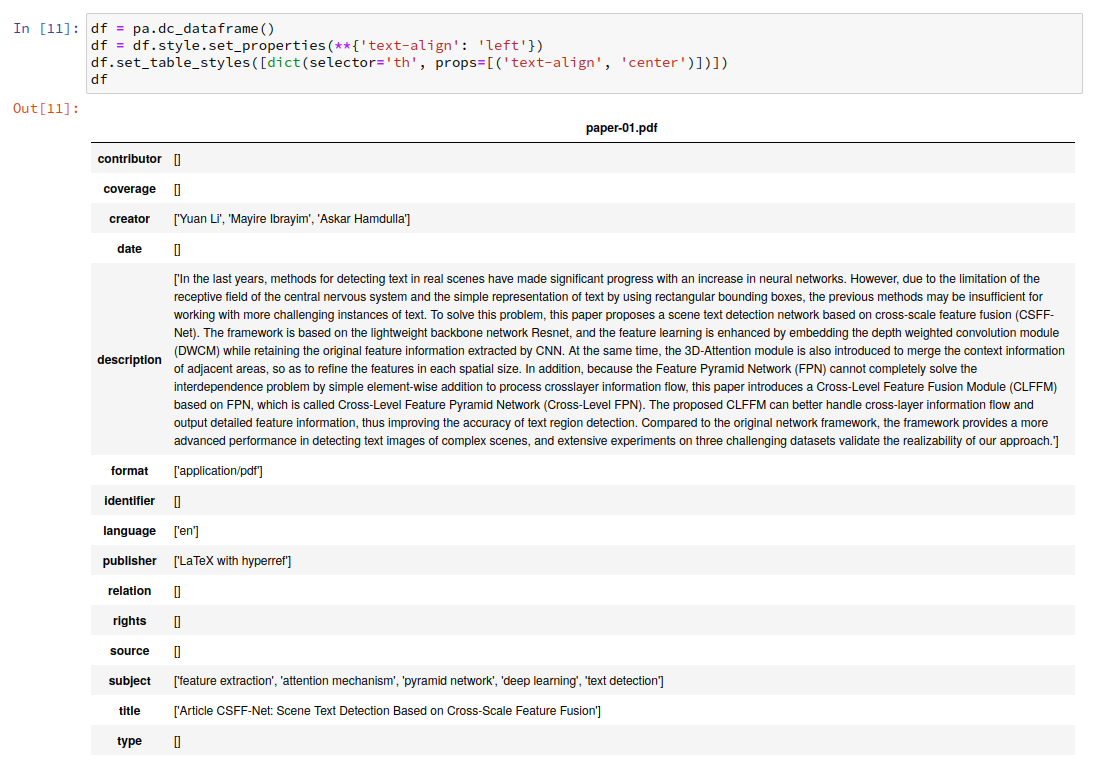 In [11]: df = pa.dc_dataframe()
df = df.style.set_properties(**{'text-align': 'left'})
df.set_table_styles([dict(selector='th', props=[('text-align', 'center')])])
df
Out[11]:
paper-01.pdf
contributor []
coverage []
creator ['Yuan Li', 'Mayire Ibrayim', 'Askar Hamdulla']
date []
description ['In the last years, methods for detecting text in real scenes have made significant progress with an increase in neural networks. However, due to the limitation of the
receptive field of the central nervous system and the simple representation of text by using rectangular bounding boxes, the previous methods may be insufficient for
working with more challenging instances of text. To solve this problem, this paper proposes a scene text detection network based on cross-scale feature fusion (CSFF-
Net). The framework is based on the lightweight backbone network Resnet, and the feature learning is enhanced by embedding the depth weighted convolution module
(DWCM) while retaining the original feature information extracted by CNN. At the same time, the 3D-Attention module is also introduced to merge the context information
of adjacent areas, so as to refine the features in each spatial size. In addition, because the Feature Pyramid Network (FPN) cannot completely solve the
interdependence problem by simple element-wise addition to process crosslayer information flow, this paper introduces a Cross-Level Feature Fusion Module (CLFFM)
based on FPN, which is called Cross-Level Feature Pyramid Network (Cross-Level FPN). The proposed CLFFM can better handle cross-layer information flow and
output detailed feature information, thus improving the accuracy of text region detection. Compared to the original network framework, the framework provides a more
advanced performance in detecting text images of complex scenes, and extensive experiments on three challenging datasets validate the realizability of our approach.']
format ['application/pdf']
identifier []
language ['en']
publisher ['LaTeX with hyperref']
relation []
rights []
source []
subject ['feature extraction', 'attention mechanism', 'pyramid network', 'deep learning', 'text detection']
title ['Article CSFF-Net: Scene Text Detection Based on Cross-Scale Feature Fusion']
type []